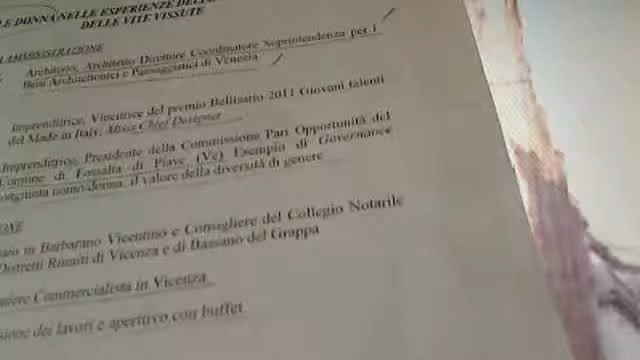 LE DONNA NELLE ESPERIENZE
DELLE VITE VISSUTE
AMMINISTRAZIONE
Architetto, Architetto Direttore Coordinatore Soprintendenza per i
Beni Architettonici e Paesaggistici di Venezia
Imprenditrice, Vincitrice del premio Bellisario 2011 Giovani talenti
del Made in Italy, Chief Designer
Imprenditrice, Presidente della Commissione Pari Opportunità del
Comune di Fossalta di Piave (Ve) Esempio di Governance
congiunta uomo donna, il valore della diversità di genere
in Barbarano Vicentino e Consigliere del Collegio Notarile
Distretti Riuniti di Vicenza e di Bassano del Grappa
Commercialista in Vicenza
dei lavori e aperitivo con buffet